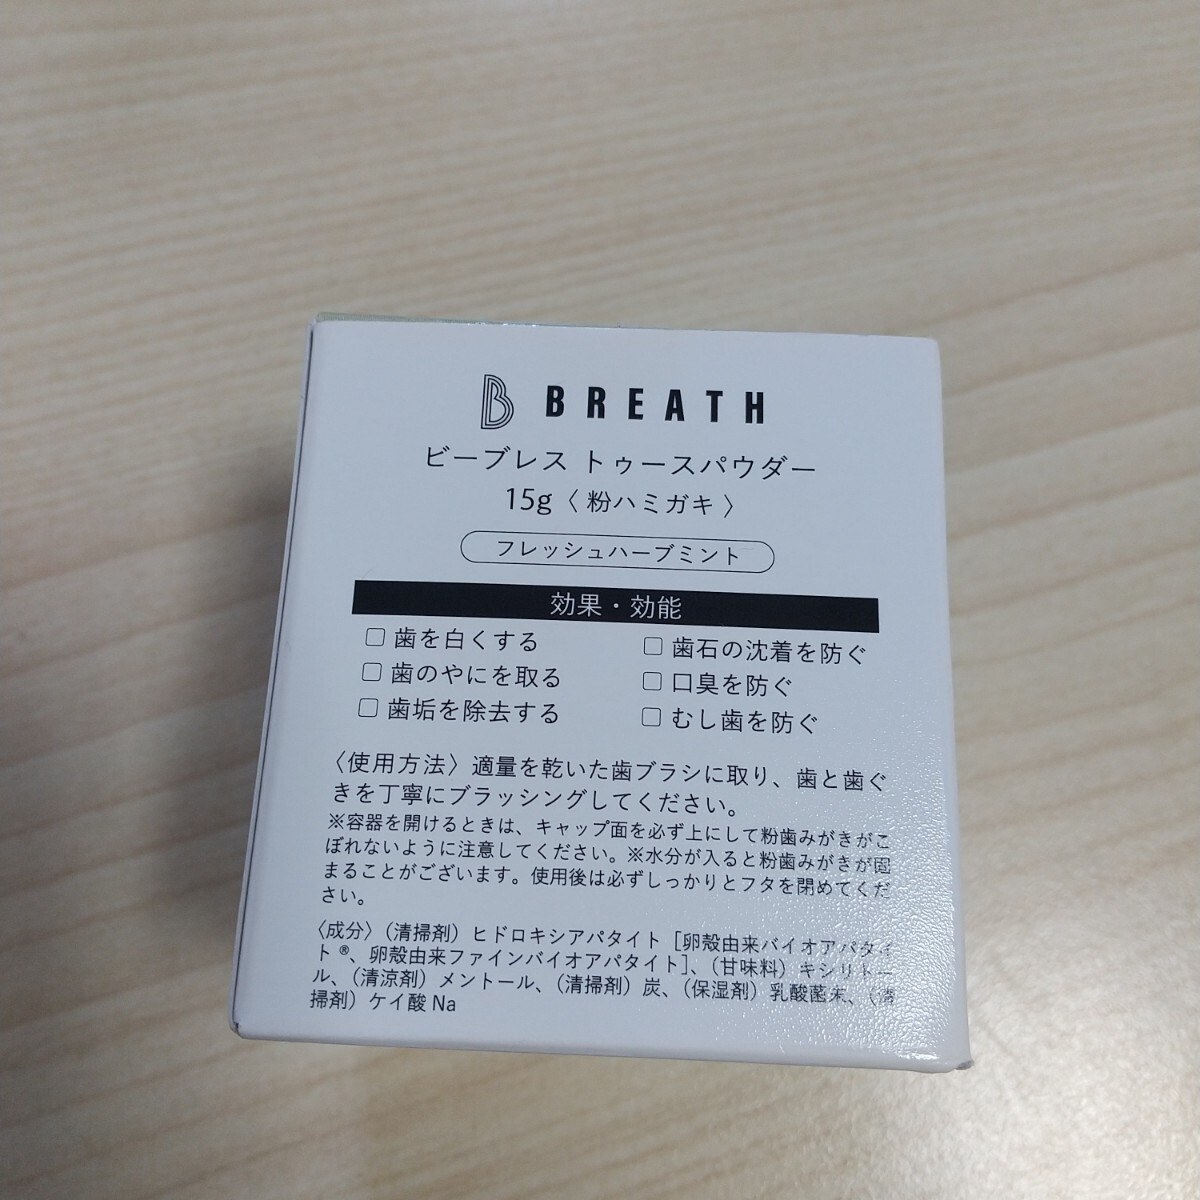 B BREATH
ビーブレス トゥースパウダー
15g〈 粉ハミガキ 〉
フレッシュハーブミント
効果・効能
□ 歯を白くする
□ 歯のやにを取る
□ 歯垢を除去する
□ 歯石の沈着を防ぐ
□ 口臭を防ぐ
□ むし歯を防ぐ
〈使用方法〉適量を乾いた歯ブラシに取り、歯と歯ぐ
きを丁寧にブラッシングしてください。
※容器を開けるときは、キャップ面を必ず上にして粉歯みがきがこ
ぼれないように注意してください。※水分が入ると粉歯みがきが固
まることがございます。使用後は必ずしっかりとフタを閉めてくだ
さい。
〈成分〉（清掃剤）ヒドロキシアパタイト［卵殻由来バイオアパタイ
ト®、卵殻由来ファインバイオアパタイト］、（甘味料）キシリトー
ル、（清涼剤）メントール、（清掃剤）炭、（保湿剤）乳酸菌末、（清
掃剤）ケイ酸 Na